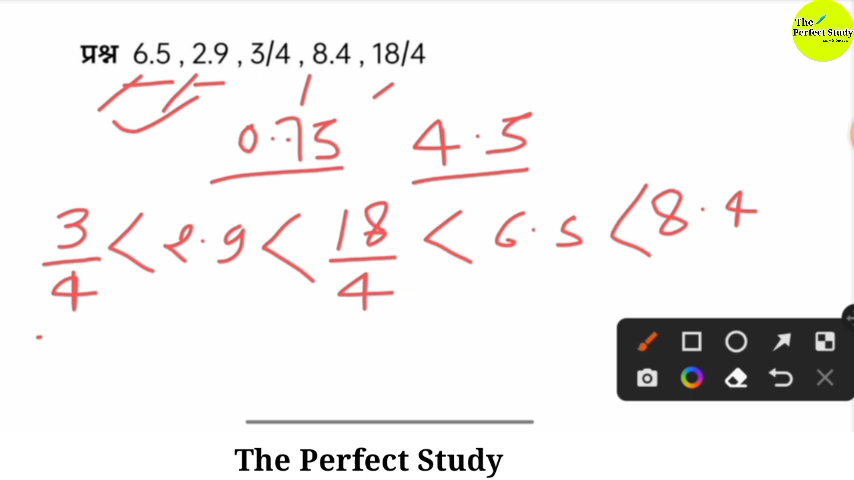 The
Perfect Study
प्रश्न 6.5 , 2.9 , 3/4 , 8.4 , 18/4
0.75 4.5
3/4 < 2.9 < 18/4 < 6.5 < 8.4
The Perfect Study